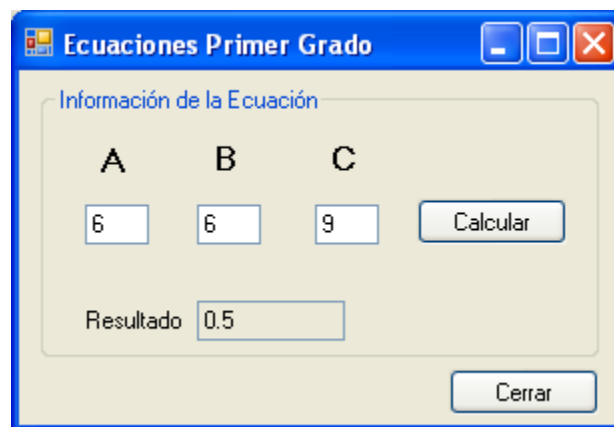 Ecuaciones Primer Grado
Información de la Ecuación
A B C
6 6 9 Calcular
Resultado 0.5
Cerrar